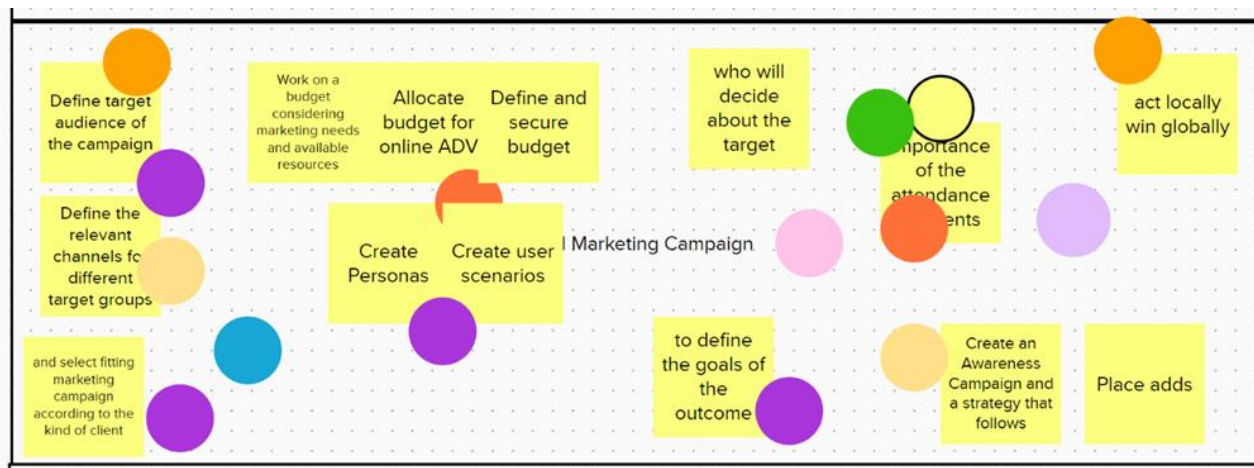 Define target
audience of
the campaign
Work on a
budget
considering
marketing needs
and available
resources
Allocate
budget for
online ADV
Define and
secure
budget
who will
decide
about the
target
of the
attendance
act locally
win globally
Define the
relevant
channels
different
target groups
Create
Personas
Create user
scenarios
Marketing Campaign
and select fitting
marketing
campaign
according to the
kind of client
to define
the goals of
the
outcome
Create an
Awareness
Campaign and
a strategy that
follows
Place adds